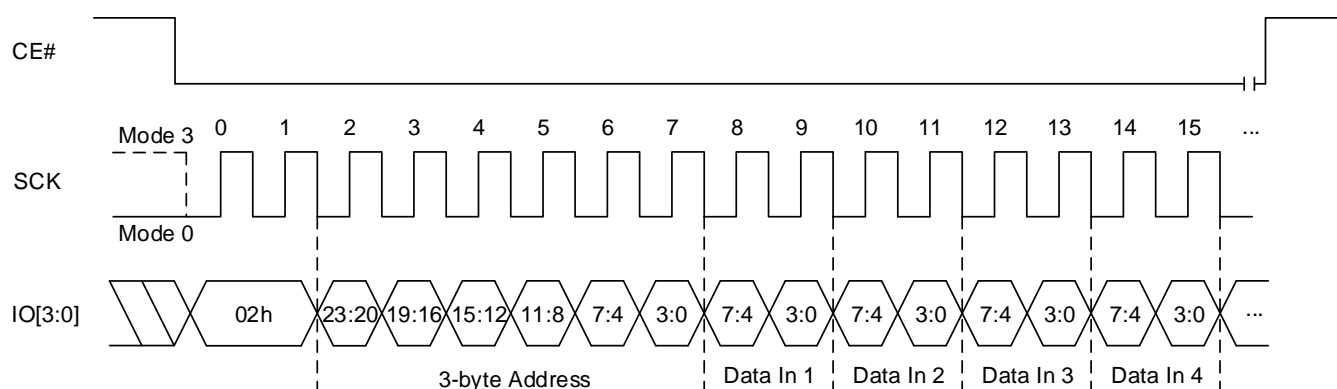 CE#
0 1 2 3 4 5 6 7 8 9 10 11 12 13 14 15 ...
Mode 3
SCK
Mode 0
IO[3:0] 02h 23:20 19:16 15:12 11:8 7:4 3:0 7:4 3:0 7:4 3:0 7:4 3:0 7:4 3:0 ...
3-byte Address Data In 1 Data In 2 Data In 3 Data In 4